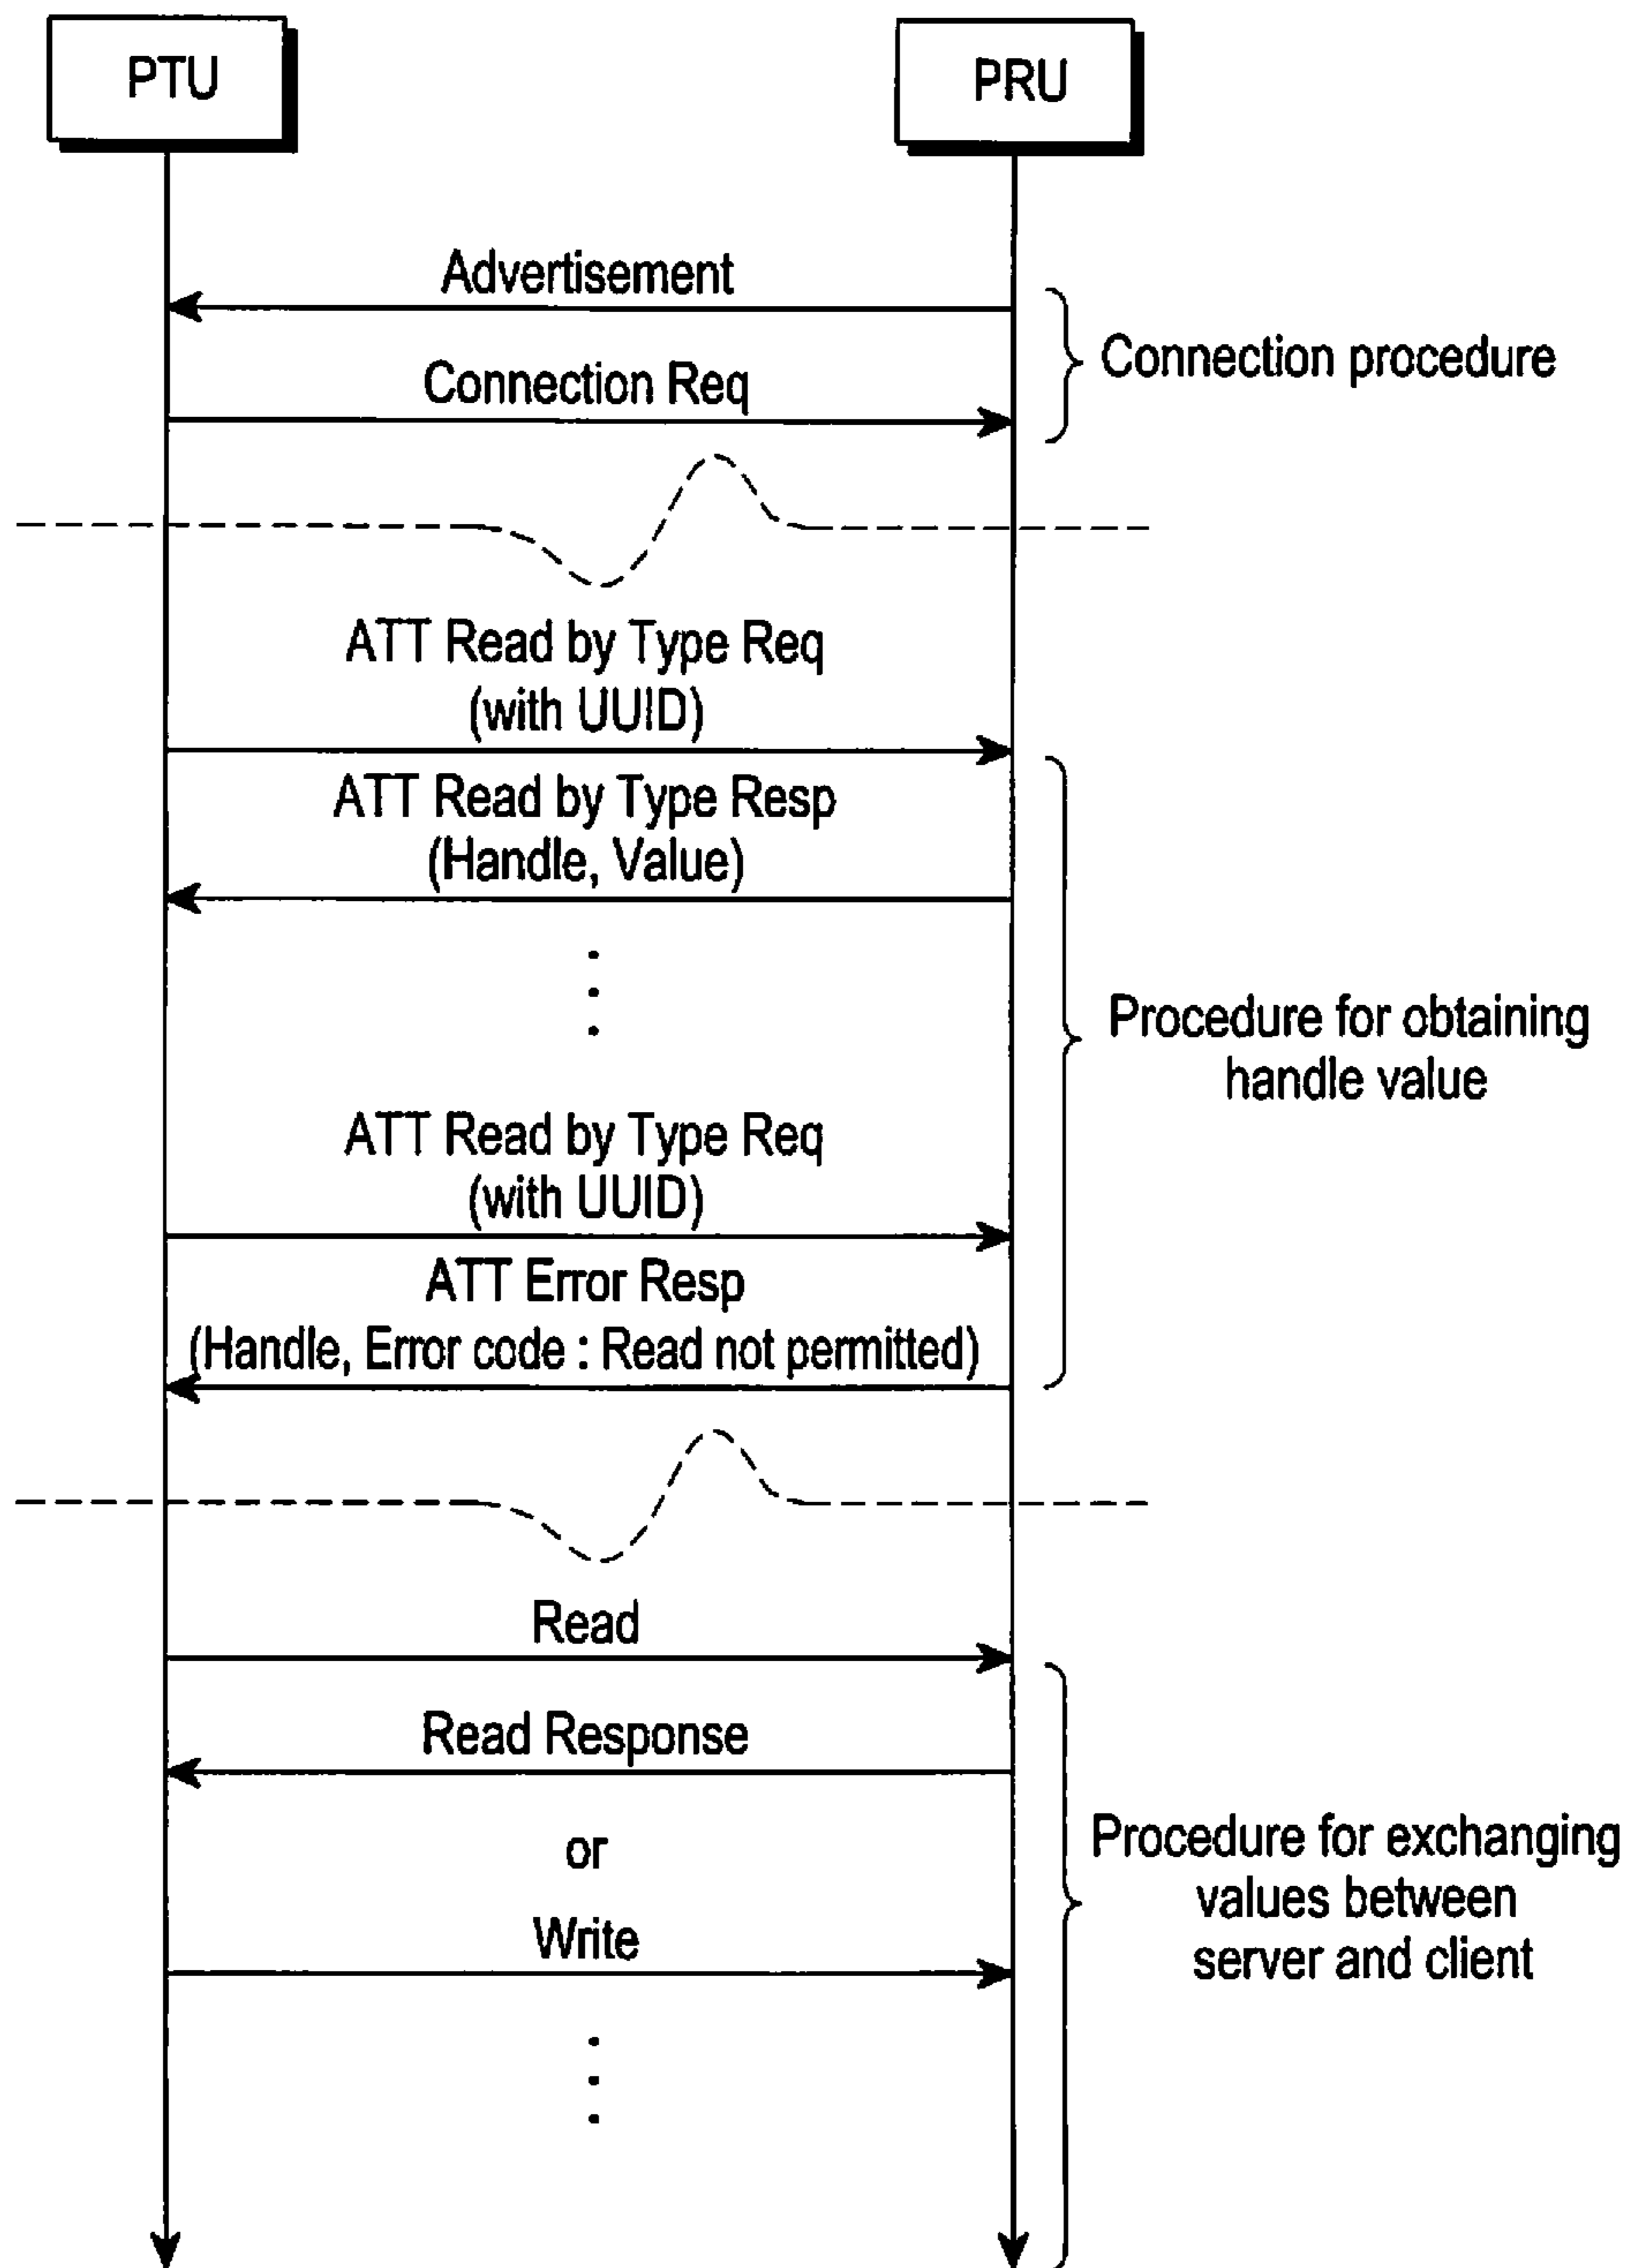 PTU
PRU
Advertisement
Connection Req
Connection procedure
ATT Read by Type Req
(with UUID)
ATT Read by Type Resp
(Handle, Value)
Procedure for obtaining
handle value
ATT Read by Type Req
(with UUID)
ATT Error Resp
(Handle, Error code : Read not permitted)
Read
Read Response
or
Write
Procedure for exchanging
values between
server and client